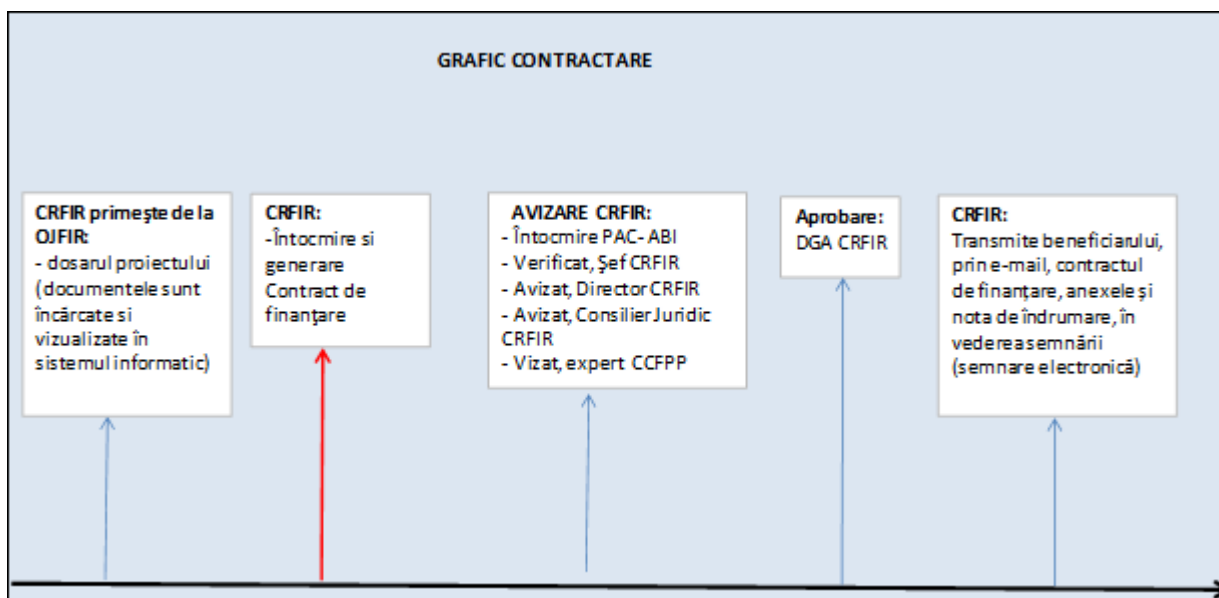 GRAFIC CONTRACTARE
CRFIR primeşte de la
OJFIR:
- dosarul proiectului
(documentele sunt
încărcate si
vizualizate în
sistemul informatic)
CRFIR:
-Întocmire si
generare
Contract de
finanţare
AVIZARE CRFIR:
- Întocmire PAC- ABI
- Verificat, Şef CRFIR
- Avizat, Director CRFIR
- Avizat, Consilier Juridic
CRFIR
- Vizat, expert CCFPP
Aprobare:
DGA CRFIR
CRFIR:
Transmite beneficiarului,
prin e-mail, contractul
de finanţare, anexele şi
nota de îndrumare, în
vederea semnării
(semnare electronică)